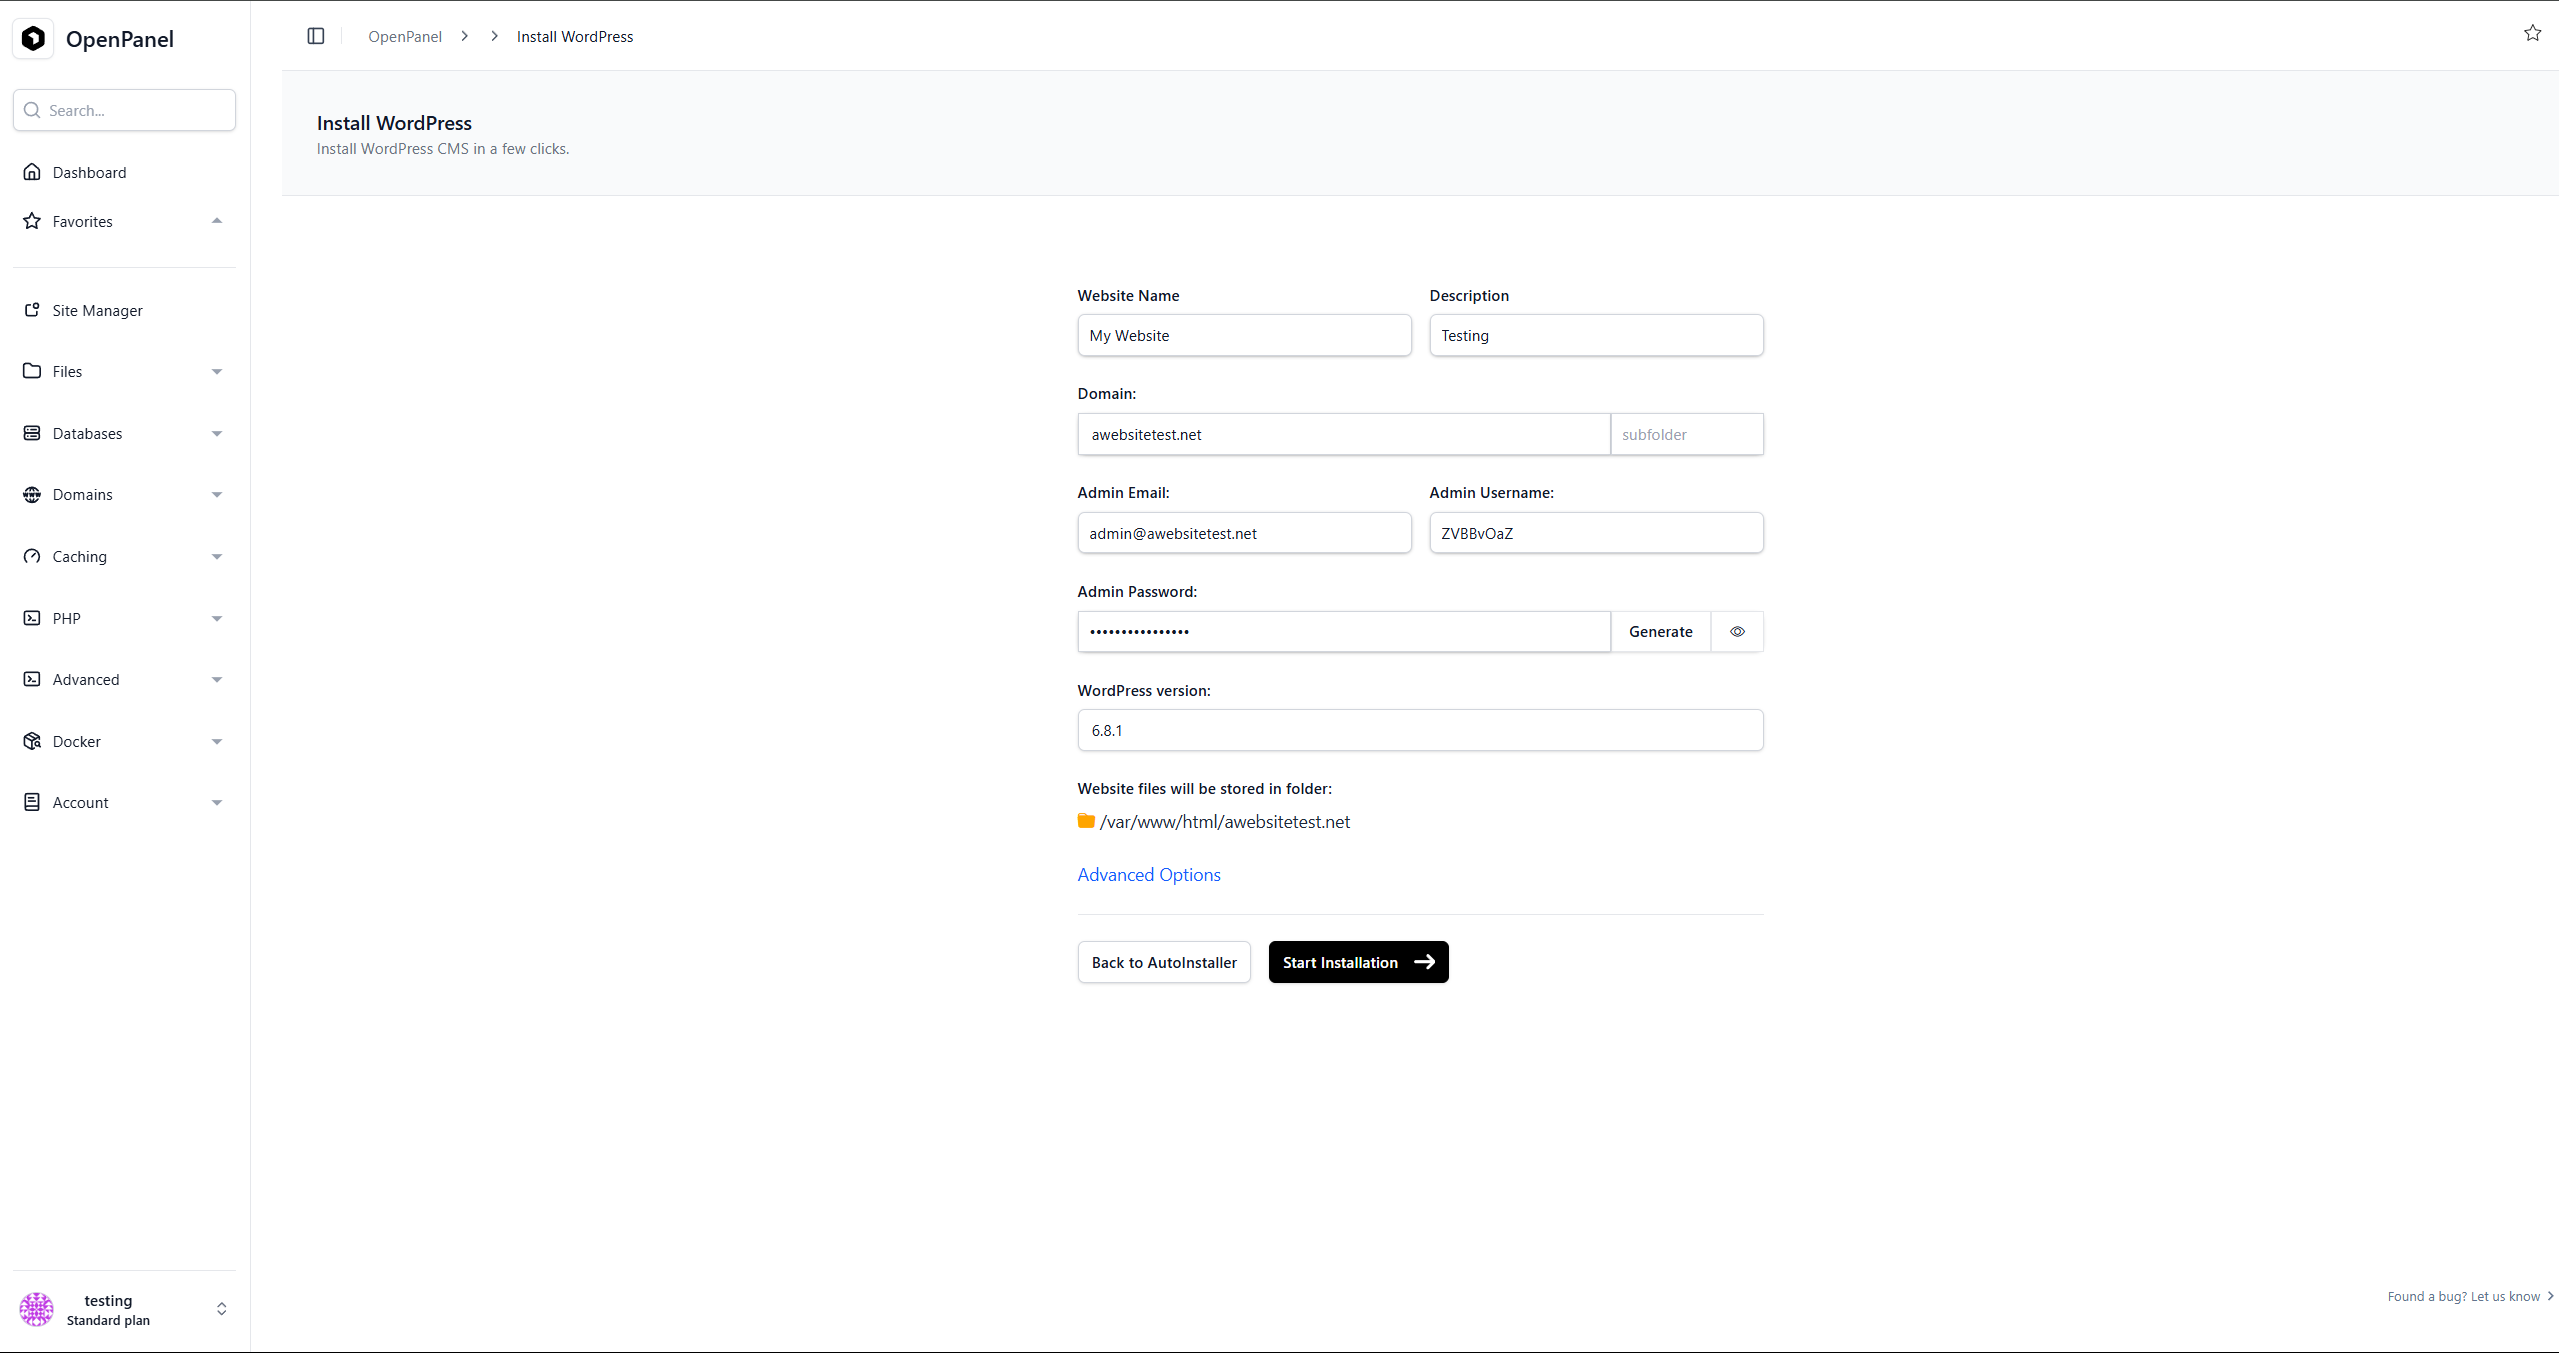 OpenPanel
Search...
Dashboard
Favorites
Site Manager
Files
Databases
Domains
Caching
PHP
Advanced
Docker
Account
testing
Standard plan
OpenPanel
Install WordPress
Install WordPress
Install WordPress CMS in a few clicks.
Website Name Description
My Website Testing
Domain:
awebsitetest.net subfolder
Admin Email: Admin Username:
admin@awebsitetest.net ZVBBvOaZ
Admin Password:
•••••••••••••••• Generate
WordPress version:
6.8.1
Website files will be stored in folder:
/var/www/html/awebsitetest.net
Advanced Options
Back to AutoInstaller Start Installation
Found a bug? Let us know